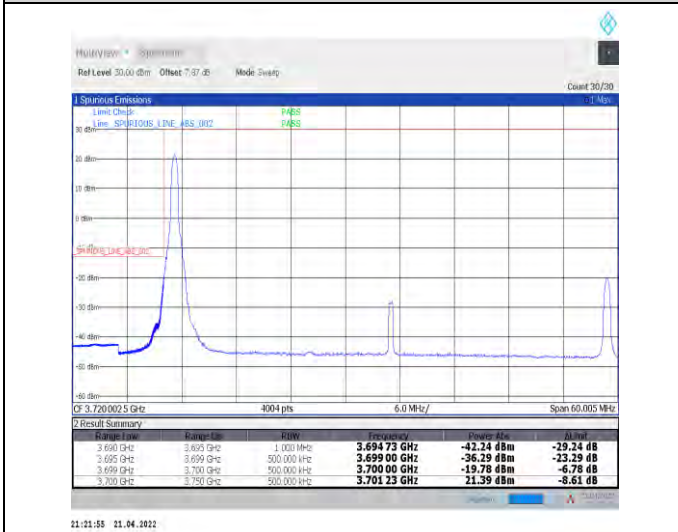 MultiView Spectrum
Ref Level 30.00 dBm Offset 7.87 dB Mode Sweep
Count 30/30
1 Spurious Emissions
Limit Check PASS
Line _SPURIOUS_LINE_ABS_002 PASS
30 dBm
20 dBm
10 dBm
0 dBm
_SPURIOUS_LINE_ABS_002
-20 dBm
-30 dBm
-40 dBm
-50 dBm
-60 dBm
CF 3.7200025 GHz 4004 pts 6.0 MHz/ Span 60.005 MHz
2 Result Summary
Range Low Range Up RBW Frequency Power Abs ΔLimit
3.690 GHz 3.695 GHz 1.000 MHz 3.694 73 GHz -42.24 dBm -29.24 dB
3.695 GHz 3.699 GHz 500.000 kHz 3.699 00 GHz -36.29 dBm -23.29 dB
3.699 GHz 3.700 GHz 500.000 kHz 3.700 00 GHz -19.78 dBm -6.78 dB
3.700 GHz 3.750 GHz 500.000 kHz 3.701 23 GHz 21.39 dBm -8.61 dB
21:21:55 21.04.2022